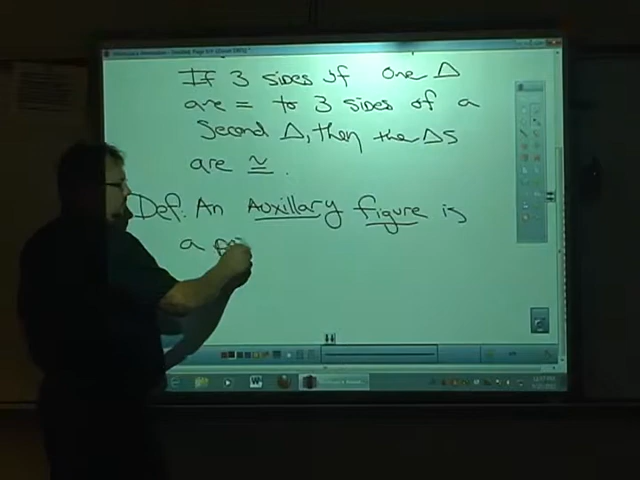 If 3 sides of one Δ
are = to 3 sides of a
Second Δ, then the ΔS
are ≅.
Def: An Auxillary figure is
a